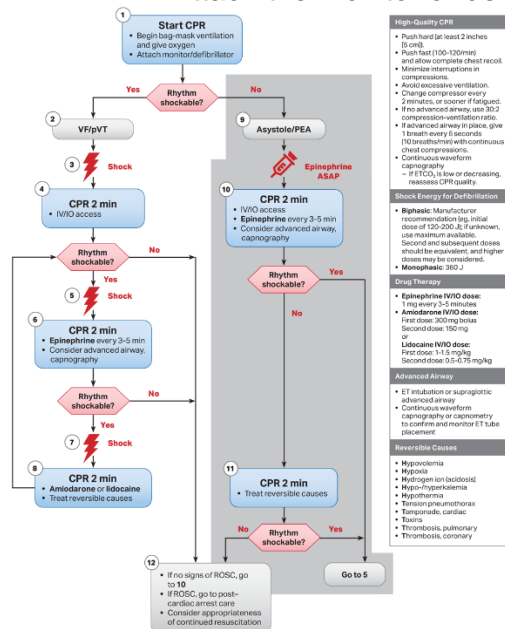 1
Start CPR
• Begin bag-mask ventilation
and give oxygen
• Attach monitor/defibrillator
Yes
Rhythm
shockable?
No
2
VF/pVT
3
Shock
4
CPR 2 min
• IV/IO access
Rhythm
shockable?
No
Yes
5
Shock
6
CPR 2 min
• Epinephrine every 3-5 min
• Consider advanced airway,
capnography
Rhythm
shockable?
No
Yes
7
Shock
8
CPR 2 min
• Amiodarone or lidocaine
• Treat reversible causes
9
Asystole/PEA
Epinephrine
ASAP
10
CPR 2 min
• IV/IO access
• Epinephrine every 3-5 min
• Consider advanced airway,
capnography
Rhythm
shockable?
Yes
No
11
CPR 2 min
• Treat reversible causes
No
Rhythm
shockable?
Yes
12
• If no signs of ROSC, go
to 10
• If ROSC, go to post-
cardiac arrest care
• Consider appropriateness
of continued resuscitation
Go to 5
High-Quality CPR
• Push hard (at least 2 inches
[5 cm]).
• Push fast (100-120/min)
and allow complete chest recoil.
• Minimize interruptions in
compressions.
• Avoid excessive ventilation.
• Change compressor every
2 minutes, or sooner if fatigued.
• If no advanced airway, use 30:2
compression-ventilation ratio.
• If advanced airway in place, give
1 breath every 6 seconds
(10 breaths/min) with continuous
chest compressions.
• Continuous waveform
capnography
– If ETCO₂ is low or decreasing,
reassess CPR quality.
Shock Energy for Defibrillation
• Biphasic: Manufacturer
recommendation (eg, initial
dose of 120-200 J); if unknown,
use maximum available.
Second and subsequent doses
should be equivalent, and higher
doses may be considered.
• Monophasic: 360 J
Drug Therapy
• Epinephrine IV/IO dose:
1 mg every 3-5 minutes
• Amiodarone IV/IO dose:
First dose: 300 mg bolus
Second dose: 150 mg
or
Lidocaine IV/IO dose:
First dose: 1-1.5 mg/kg
Second dose: 0.5-0.75 mg/kg
Advanced Airway
• ET intubation or supraglottic
advanced airway
• Continuous waveform
capnography or capnometry
to confirm and monitor ET tube
placement
Reversible Causes
• Hypovolemia
• Hypoxia
• Hydrogen ion (acidosis)
• Hypo-/hyperkalemia
• Hypothermia
• Tension pneumothorax
• Tamponade, cardiac
• Toxins
• Thrombosis, pulmonary
• Thrombosis, coronary